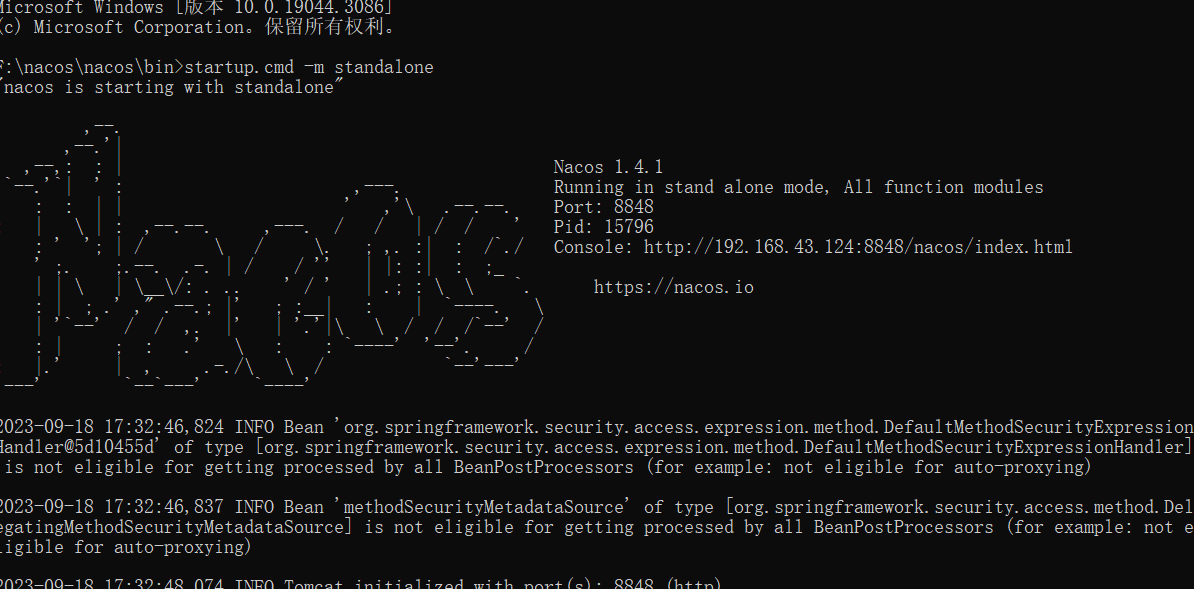 Microsoft Windows [版本 10.0.19044.3086]
(c) Microsoft Corporation。保留所有权利。
F:\nacos\nacos\bin>startup.cmd -m standalone
"nacos is starting with standalone"
Nacos 1.4.1
Running in stand alone mode, All function modules
Port: 8848
Pid: 15796
Console: http://192.168.43.124:8848/nacos/index.html
https://nacos.io
2023-09-18 17:32:46,824 INFO Bean 'org.springframework.security.access.expression.method.DefaultMethodSecurityExpression
Handler@5d10455d' of type [org.springframework.security.access.expression.method.DefaultMethodSecurityExpressionHandler]
is not eligible for getting processed by all BeanPostProcessors (for example: not eligible for auto-proxying)
2023-09-18 17:32:46,837 INFO Bean 'methodSecurityMetadataSource' of type [org.springframework.security.access.method.Del
egatingMethodSecurityMetadataSource] is not eligible for getting processed by all BeanPostProcessors (for example: not e
ligible for auto-proxying)
2023-09-18 17:32:48,074 INFO Tomcat initialized with port(s): 8848 (http)